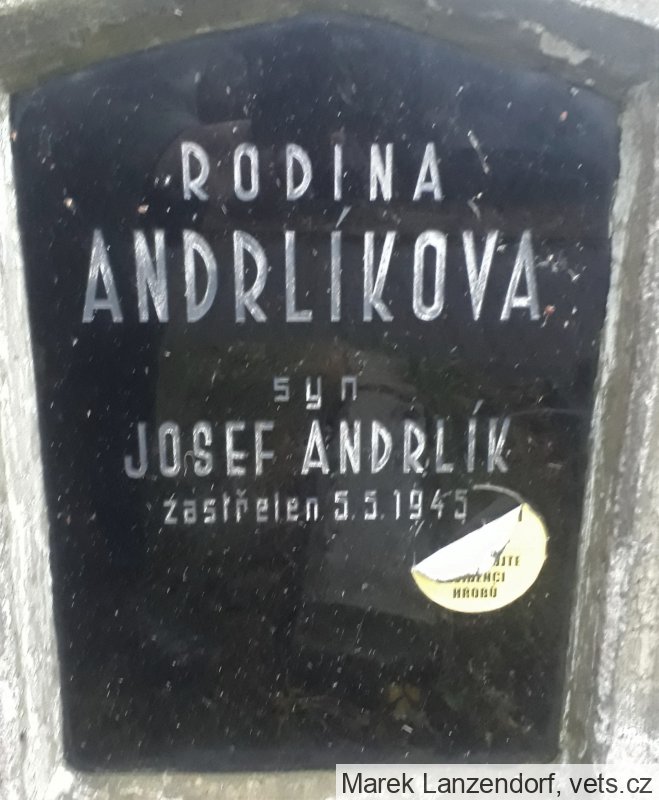 RODINA
ANDRLÍKOVA
syn
JOSEF ANDRLÍK
zastřelen 5.5.1945
HROBŮ
Marek Lanzendorf, vets.cz